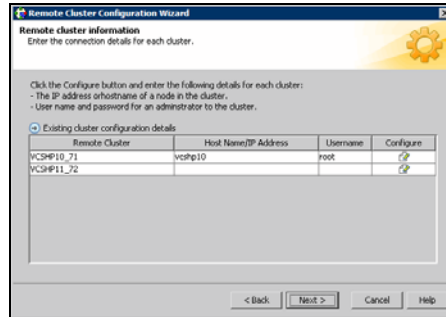 Remote Cluster Configuration Wizard
Remote cluster information
Enter the connection details for each cluster.
Click the Configure button and enter the following details for each cluster:
- The IP address orhostname of a node in the cluster.
- User name and password for an adminstrator to the cluster.
Existing cluster configuration details
Remote Cluster Host Name/IP Address Username Configure
VCSHP10_71 vcshp10 root
VCSHP11_72
< Back Next > Cancel Help